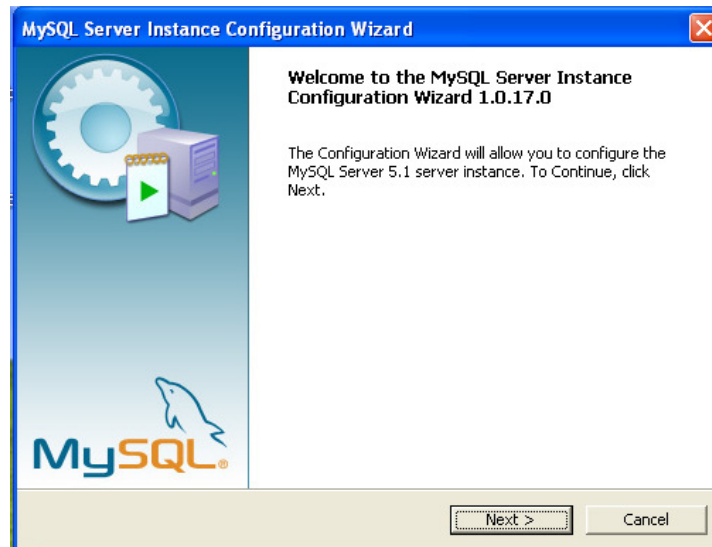 MySQL Server Instance Configuration Wizard
Welcome to the MySQL Server Instance
Configuration Wizard 1.0.17.0
The Configuration Wizard will allow you to configure the
MySQL Server 5.1 server instance. To Continue, click
Next.
MySQL®
Next >
Cancel